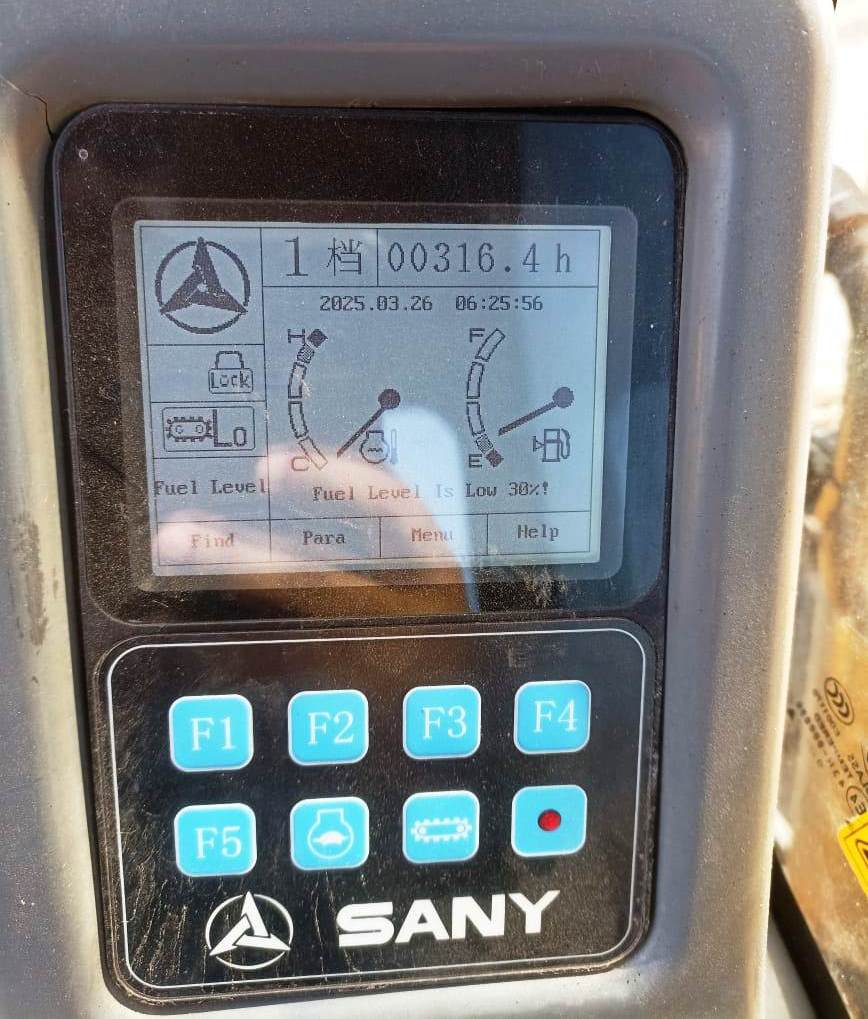 1 档 00316.4 h
2025.03.26 06:25:56
H F
Lock
Lo
C E
Fuel Level Fuel Level Is Low 30%!
Find Para Menu Help
F1 F2 F3 F4
F5
SANY